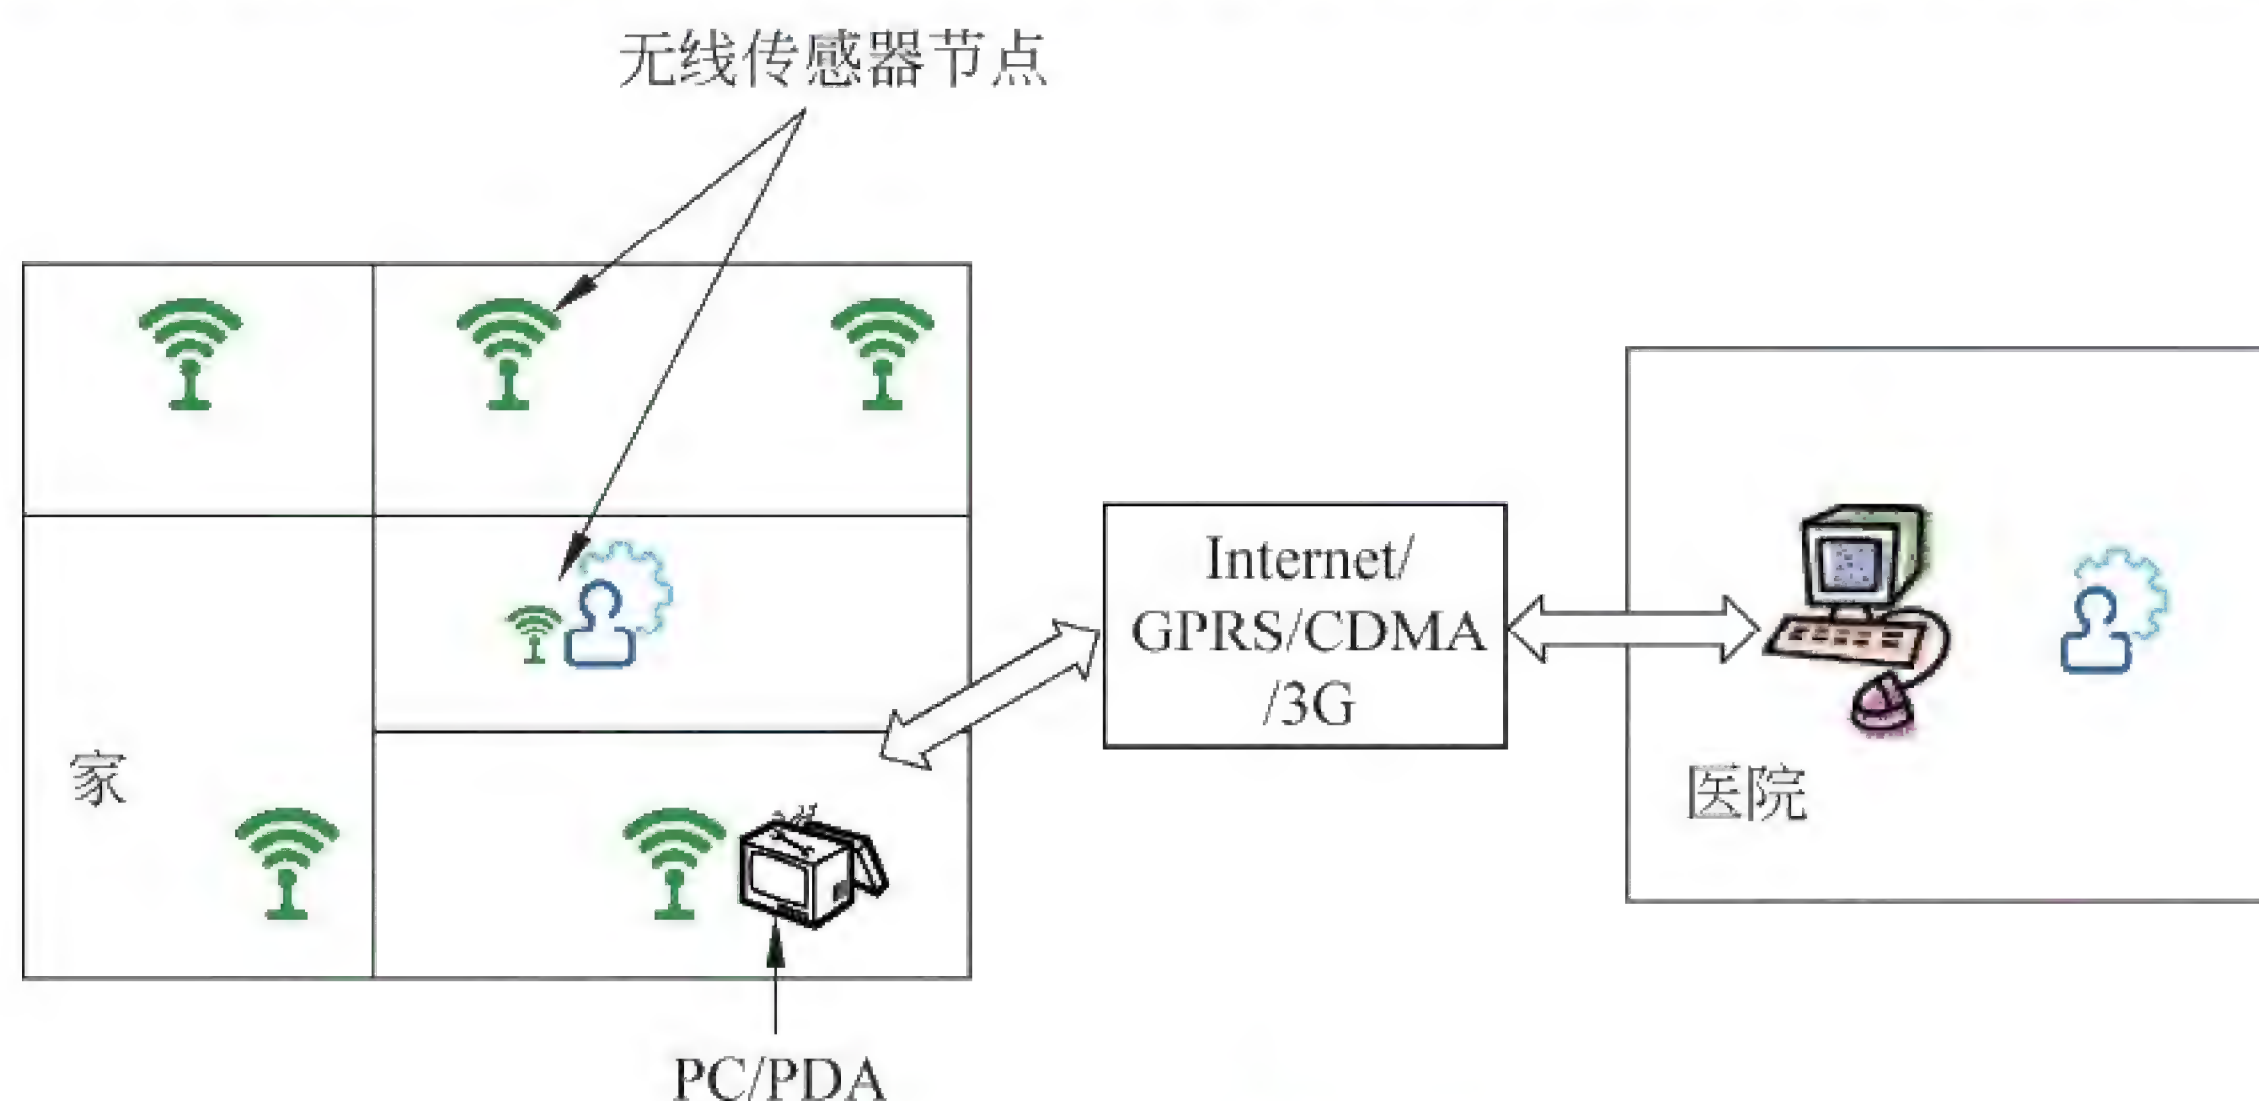 无线传感器节点
Internet/
GPRS/CDMA
/3G
家
医院
PC/PDA